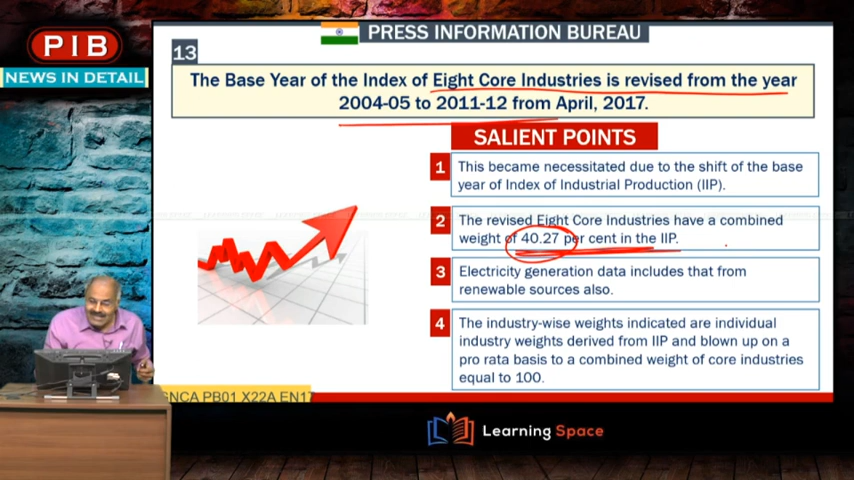 PIB
NEWS IN DETAIL
PRESS INFORMATION BUREAU
13
The Base Year of the Index of Eight Core Industries is revised from the year
2004-05 to 2011-12 from April, 2017.
SALIENT POINTS
1
This became necessitated due to the shift of the base
year of Index of Industrial Production (IIP).
2
The revised Eight Core Industries have a combined
weight of 40.27 per cent in the IIP.
3
Electricity generation data includes that from
renewable sources also.
4
The industry-wise weights indicated are individual
industry weights derived from IIP and blown up on a
pro rata basis to a combined weight of core industries
equal to 100.
SNCA PB01 X22A EN17
Learning Space